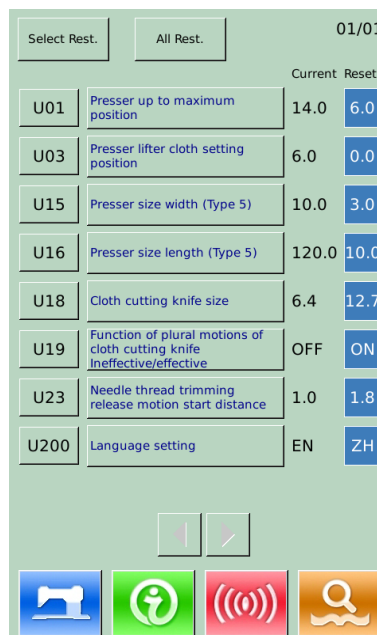 Select Rest. All Rest. 01/01
Current Reset
U01 Presser up to maximum position 14.0 6.0
U03 Presser lifter cloth setting position 6.0 0.0
U15 Presser size width (Type 5) 10.0 3.0
U16 Presser size length (Type 5) 120.0 10.0
U18 Cloth cutting knife size 6.4 12.7
U19 Function of plural motions of cloth cutting knife Ineffective/effective OFF ON
U23 Needle thread trimming release motion start distance 1.0 1.8
U200 Language setting EN ZH